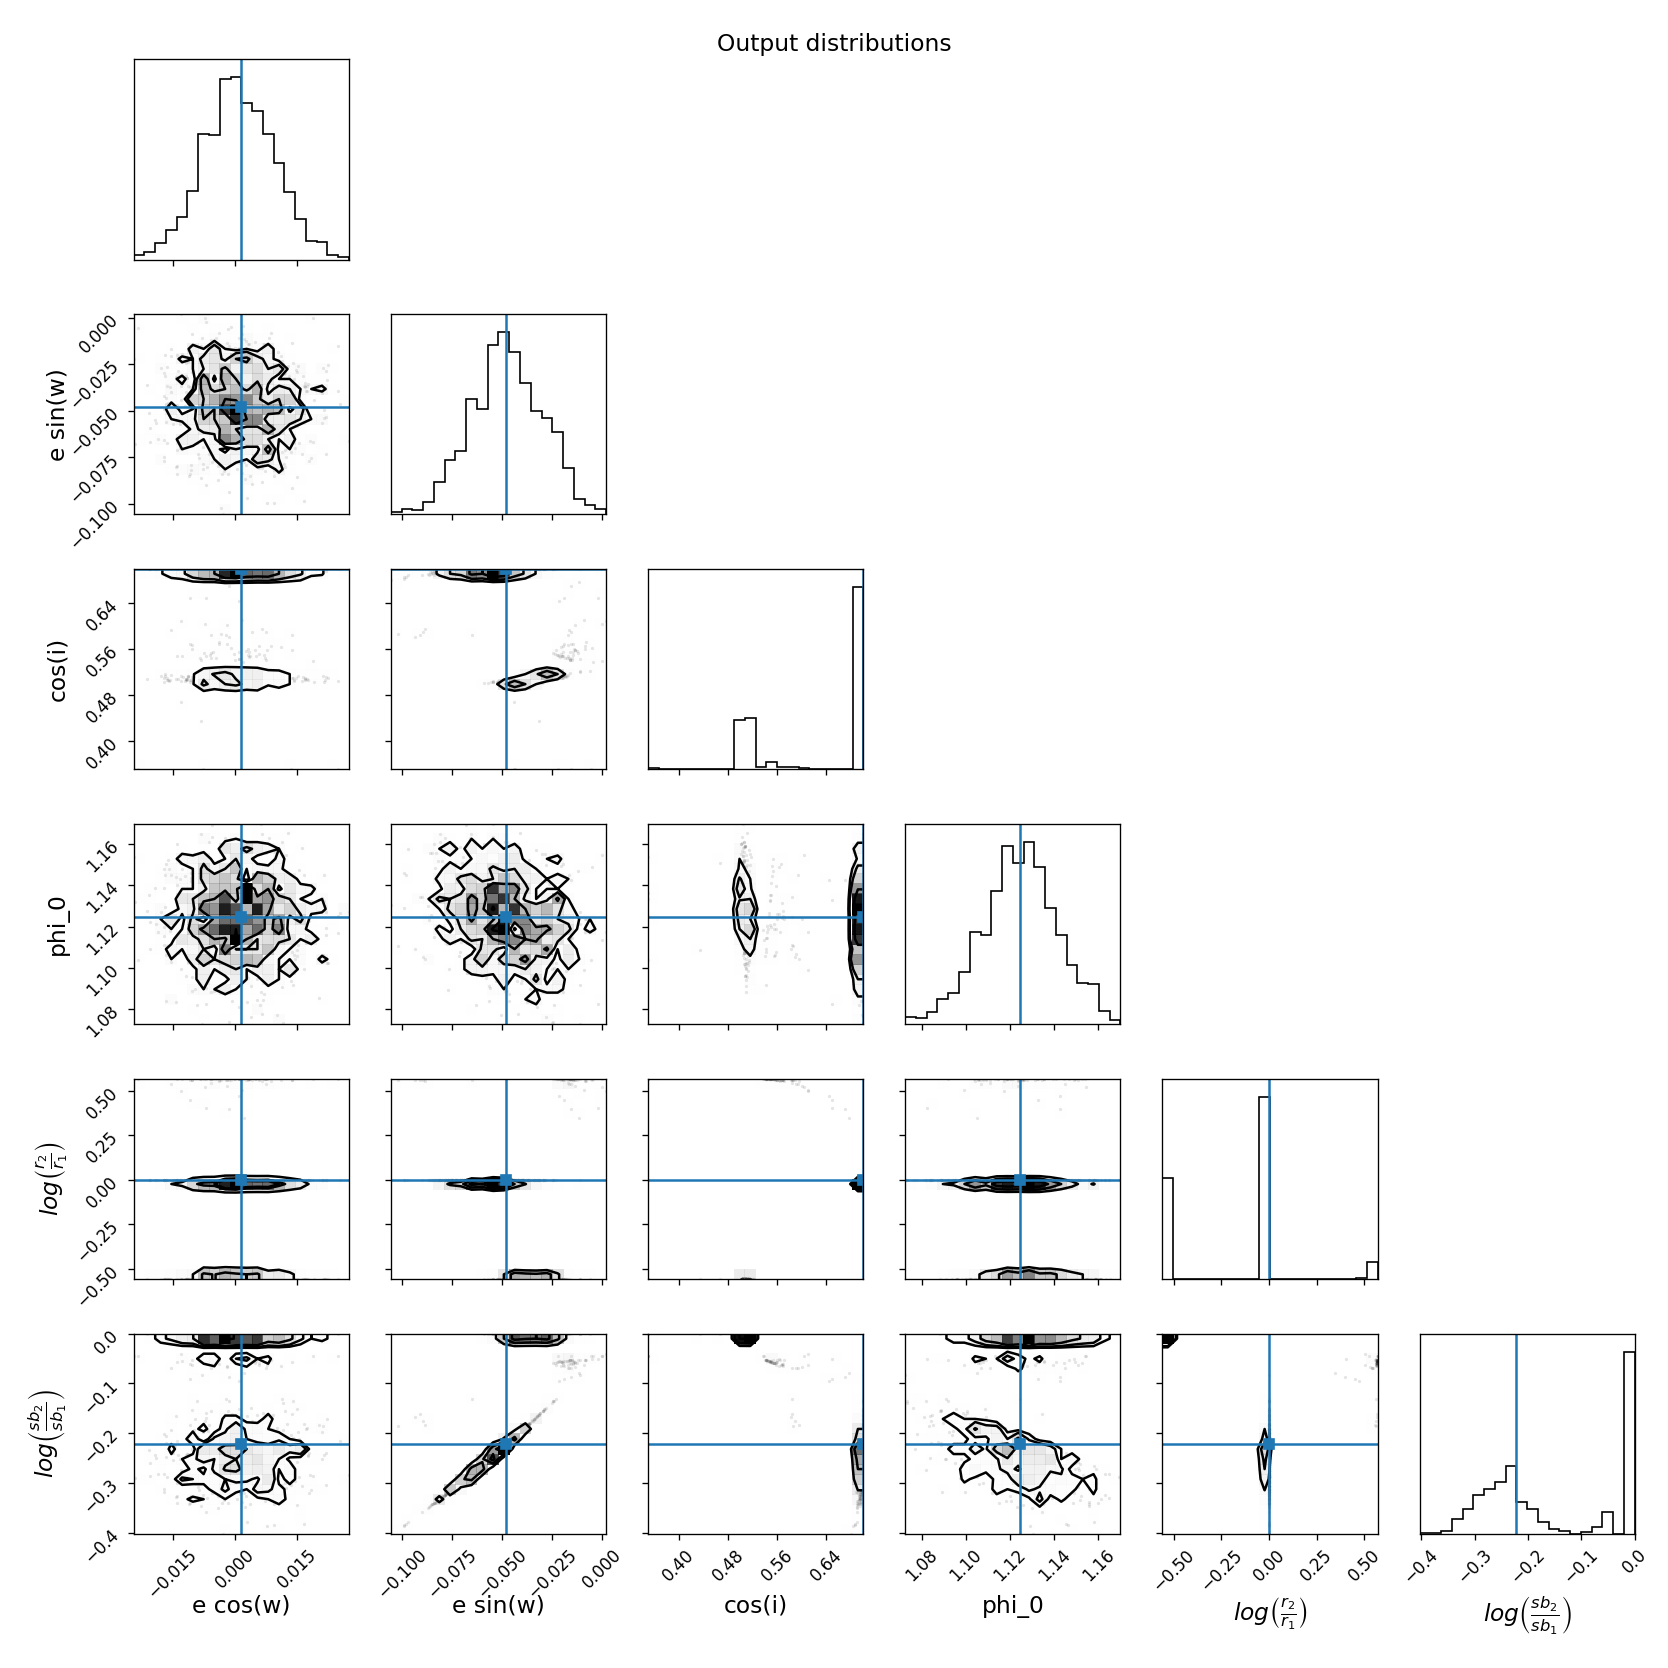 Output distributions
e sin(w)
0.000
−0.025
−0.050
−0.075
−0.100
cos(i)
0.64
0.56
0.48
0.40
phi_0
1.16
1.14
1.12
1.10
1.08
log(r₂/r₁)
0.50
0.25
0.00
−0.25
−0.50
log(sb₂/sb₁)
0.0
−0.1
−0.2
−0.3
−0.4
−0.015 0.000 0.015
−0.100 −0.075 −0.050 −0.025 0.000
0.40 0.48 0.56 0.64
1.08 1.10 1.12 1.14 1.16
−0.50 −0.25 0.00 0.25 0.50
−0.4 −0.3 −0.2 −0.1 0.0
e cos(w) e sin(w) cos(i) phi_0 log(r₂/r₁) log(sb₂/sb₁)